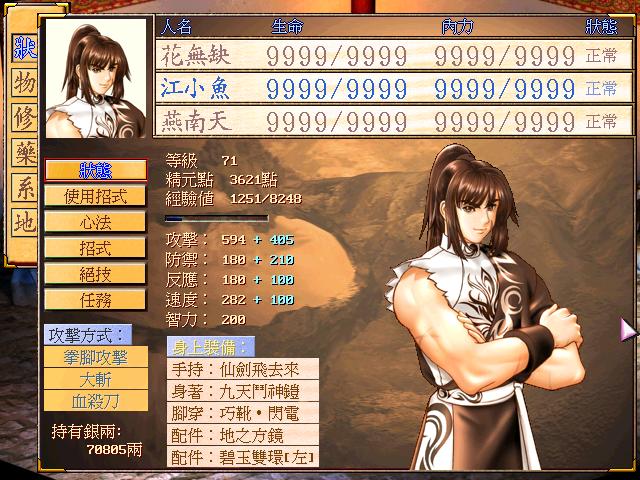 狀
物
修
藥
系
地
人名 生命 內力 狀態
花無缺 9999/9999 9999/9999 正常
江小魚 9999/9999 9999/9999 正常
燕南天 9999/9999 9999/9999 正常
狀態
使用招式
心法
招式
絕技
任務
等級 71
精元點 3621點
經驗值 1251/8248
攻擊： 594 + 405
防禦： 180 + 210
反應： 180 + 100
速度： 282 + 100
智力： 200
攻擊方式：
拳腳攻擊
大斬
血殺刀
持有銀兩:
70805兩
身上裝備：
手持：仙劍飛去來
身著：九天鬥神鎧
腳穿：巧靴·閃電
配件：地之方鏡
配件：碧玉雙環[左]